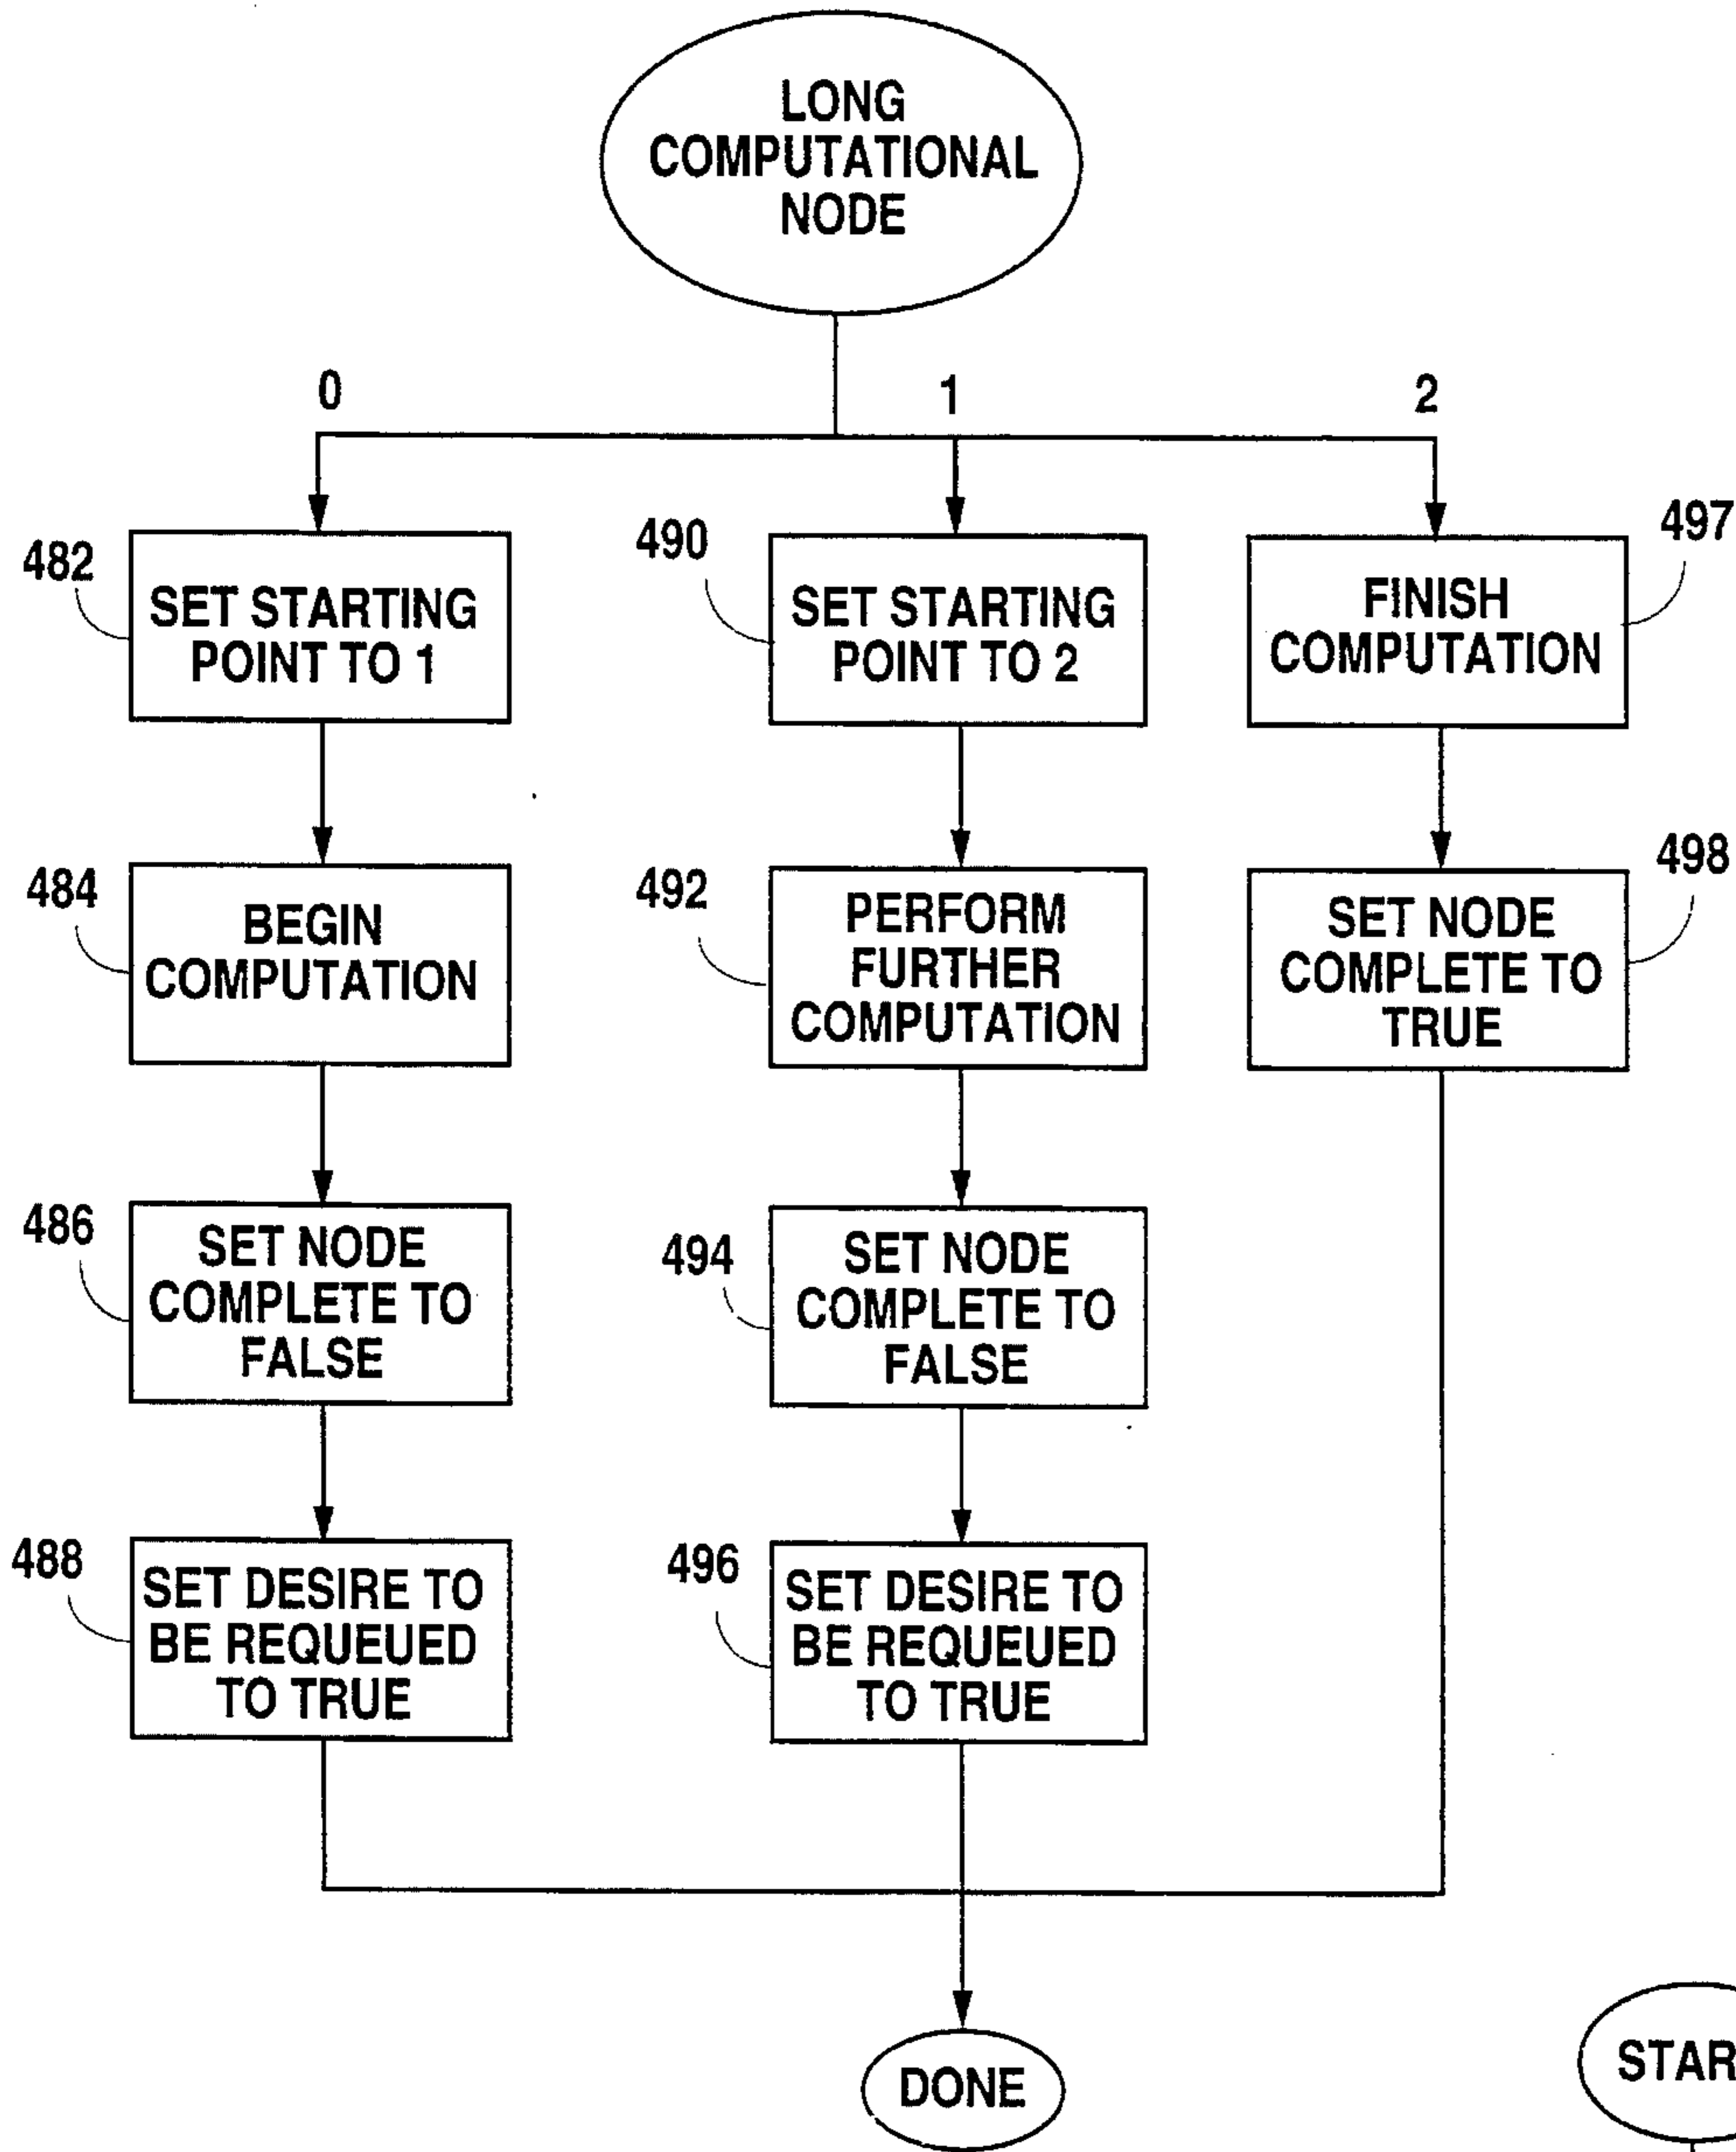 LONG
COMPUTATIONAL
NODE
0
1
2
482
SET STARTING
POINT TO 1
490
SET STARTING
POINT TO 2
497
FINISH
COMPUTATION
484
BEGIN
COMPUTATION
492
PERFORM
FURTHER
COMPUTATION
498
SET NODE
COMPLETE TO
TRUE
486
SET NODE
COMPLETE TO
FALSE
494
SET NODE
COMPLETE TO
FALSE
488
SET DESIRE TO
BE REQUEUED
TO TRUE
496
SET DESIRE TO
BE REQUEUED
TO TRUE
DONE
STAR